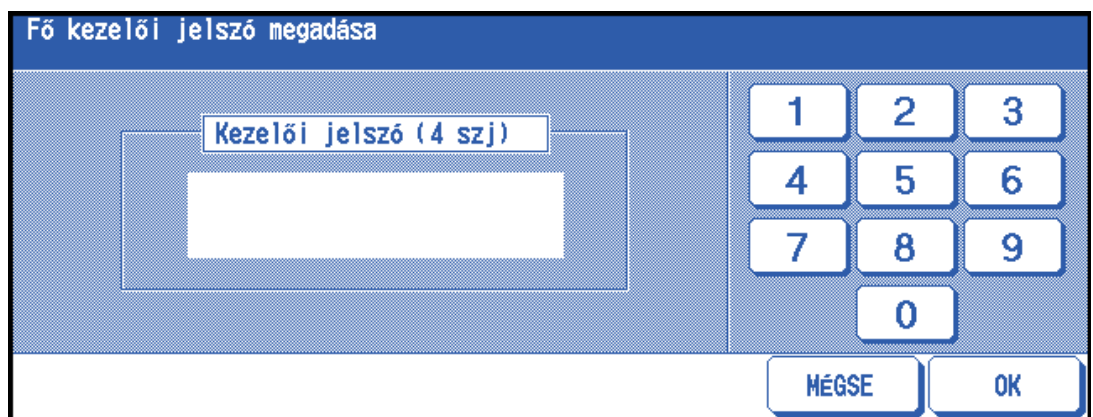 Fő kezelői jelszó megadása
Kezelői jelszó (4 szj)
1 2 3
4 5 6
7 8 9
0
MÉGSE OK